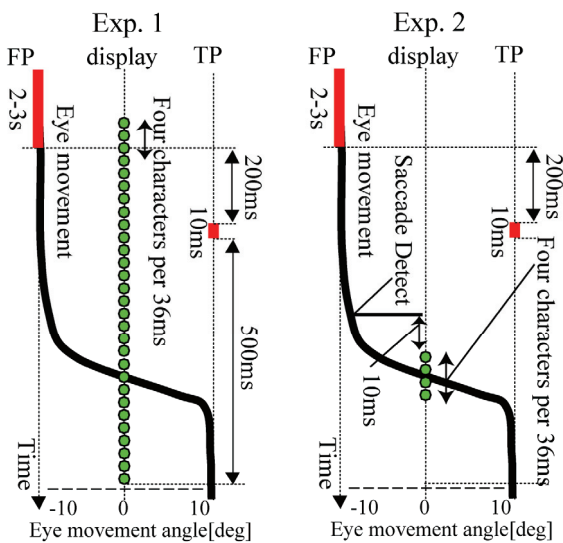 Exp. 1
FP
display
TP
2-3s
Eye movement
Four characters per 36ms
200ms
10ms
500ms
Time
-10
0
10
Eye movement angle[deg]
Exp. 2
FP
display
TP
2-3s
Eye movement
Saccade Detect
200ms
10ms
Four characters per 36ms
10ms
Time
-10
0
10
Eye movement angle[deg]